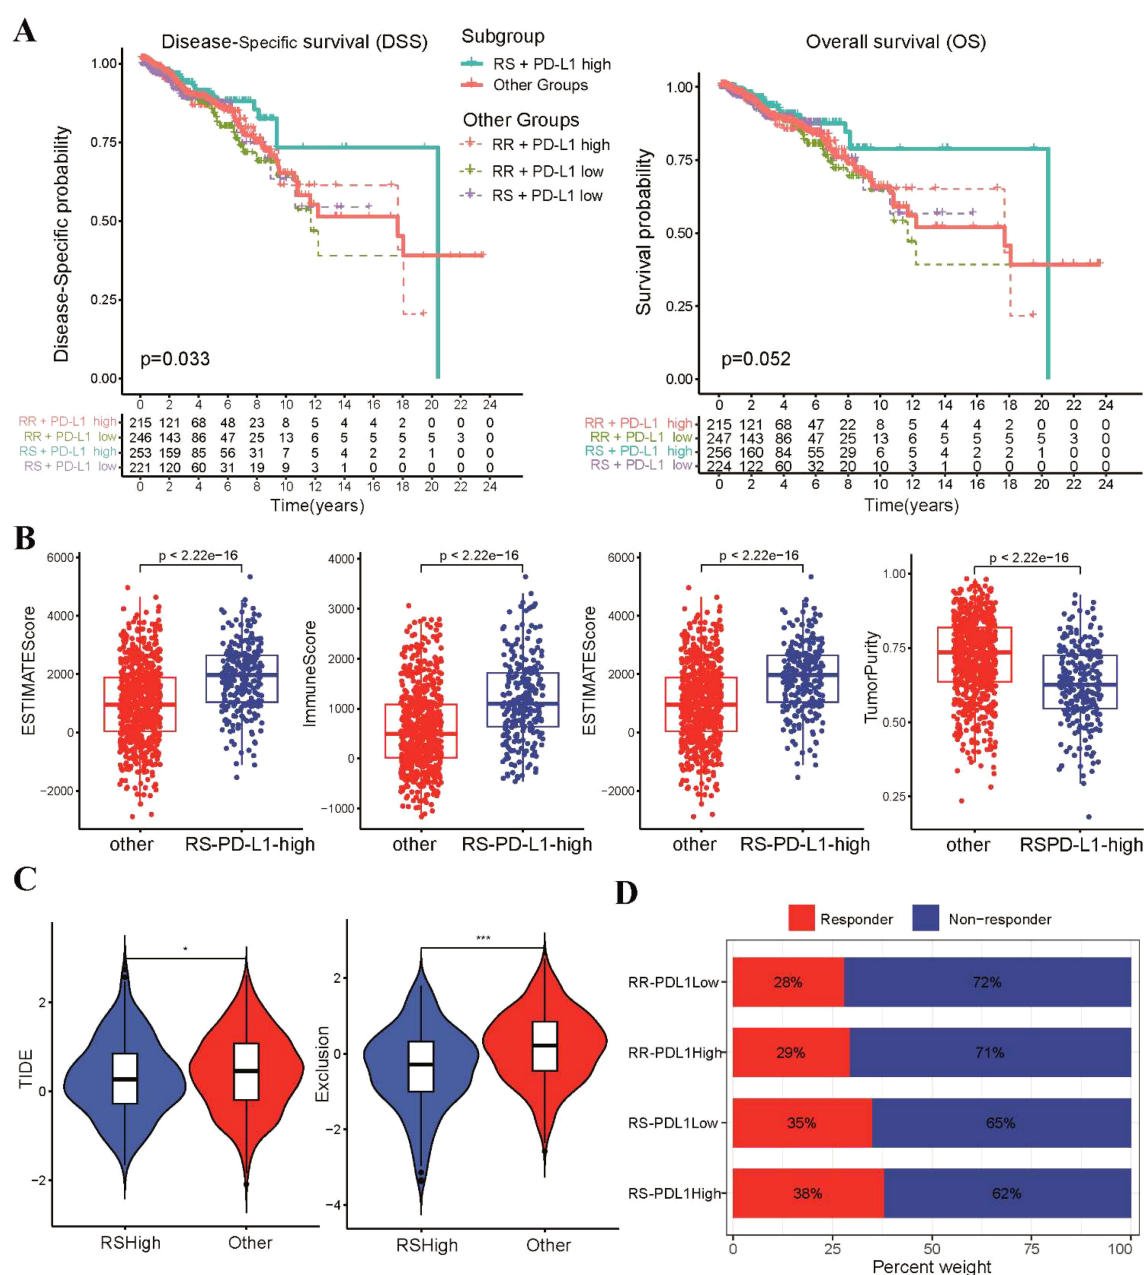 A
Disease-Specific survival (DSS)
Subgroup
RS + PD-L1 high
Other Groups
Other Groups
RR + PD-L1 high
RR + PD-L1 low
RS + PD-L1 low
Disease-Specific probability
1.00
0.75
0.50
0.25
0.00
p=0.033
0 2 4 6 8 10 12 14 16 18 20 22 24
RR + PD-L1 high 215 121 68 48 23 8 5 4 4 2 0 0 0
RR + PD-L1 low 246 143 86 47 25 13 6 5 5 5 5 3 0
RS + PD-L1 high 253 159 85 56 31 7 5 4 2 2 1 0 0
RS + PD-L1 low 221 120 60 31 19 9 3 1 0 0 0 0 0
0 2 4 6 8 10 12 14 16 18 20 22 24
Time(years)
Overall survival (OS)
Survival probability
1.00
0.75
0.50
0.25
0.00
p=0.052
0 2 4 6 8 10 12 14 16 18 20 22 24
RR + PD-L1 high 215 121 68 47 22 8 5 4 4 2 0 0 0
RR + PD-L1 low 247 143 86 47 25 13 6 5 5 5 5 3 0
RS + PD-L1 high 256 160 84 55 29 6 5 4 2 2 1 0 0
RS + PD-L1 low 224 122 60 32 20 10 3 1 0 0 0 0 0
0 2 4 6 8 10 12 14 16 18 20 22 24
Time(years)
B
ESTIMATEScore
6000
4000
2000
0
−2000
p < 2.22e−16
other RS-PD-L1-high
ImmuneScore
4000
3000
2000
1000
0
−1000
p < 2.22e−16
other RS-PD-L1-high
ESTIMATEScore
6000
4000
2000
0
−2000
p < 2.22e−16
other RS-PD-L1-high
TumorPurity
1.00
0.75
0.50
0.25
p < 2.22e−16
other RSPD-L1-high
C
TIDE
2
0
−2
*
RSHigh Other
Exclusion
2
0
−2
−4
***
RSHigh Other
D
Responder Non−responder
RR-PDL1Low 28% 72%
RR-PDL1High 29% 71%
RS-PDL1Low 35% 65%
RS-PDL1High 38% 62%
0 25 50 75 100
Percent weight